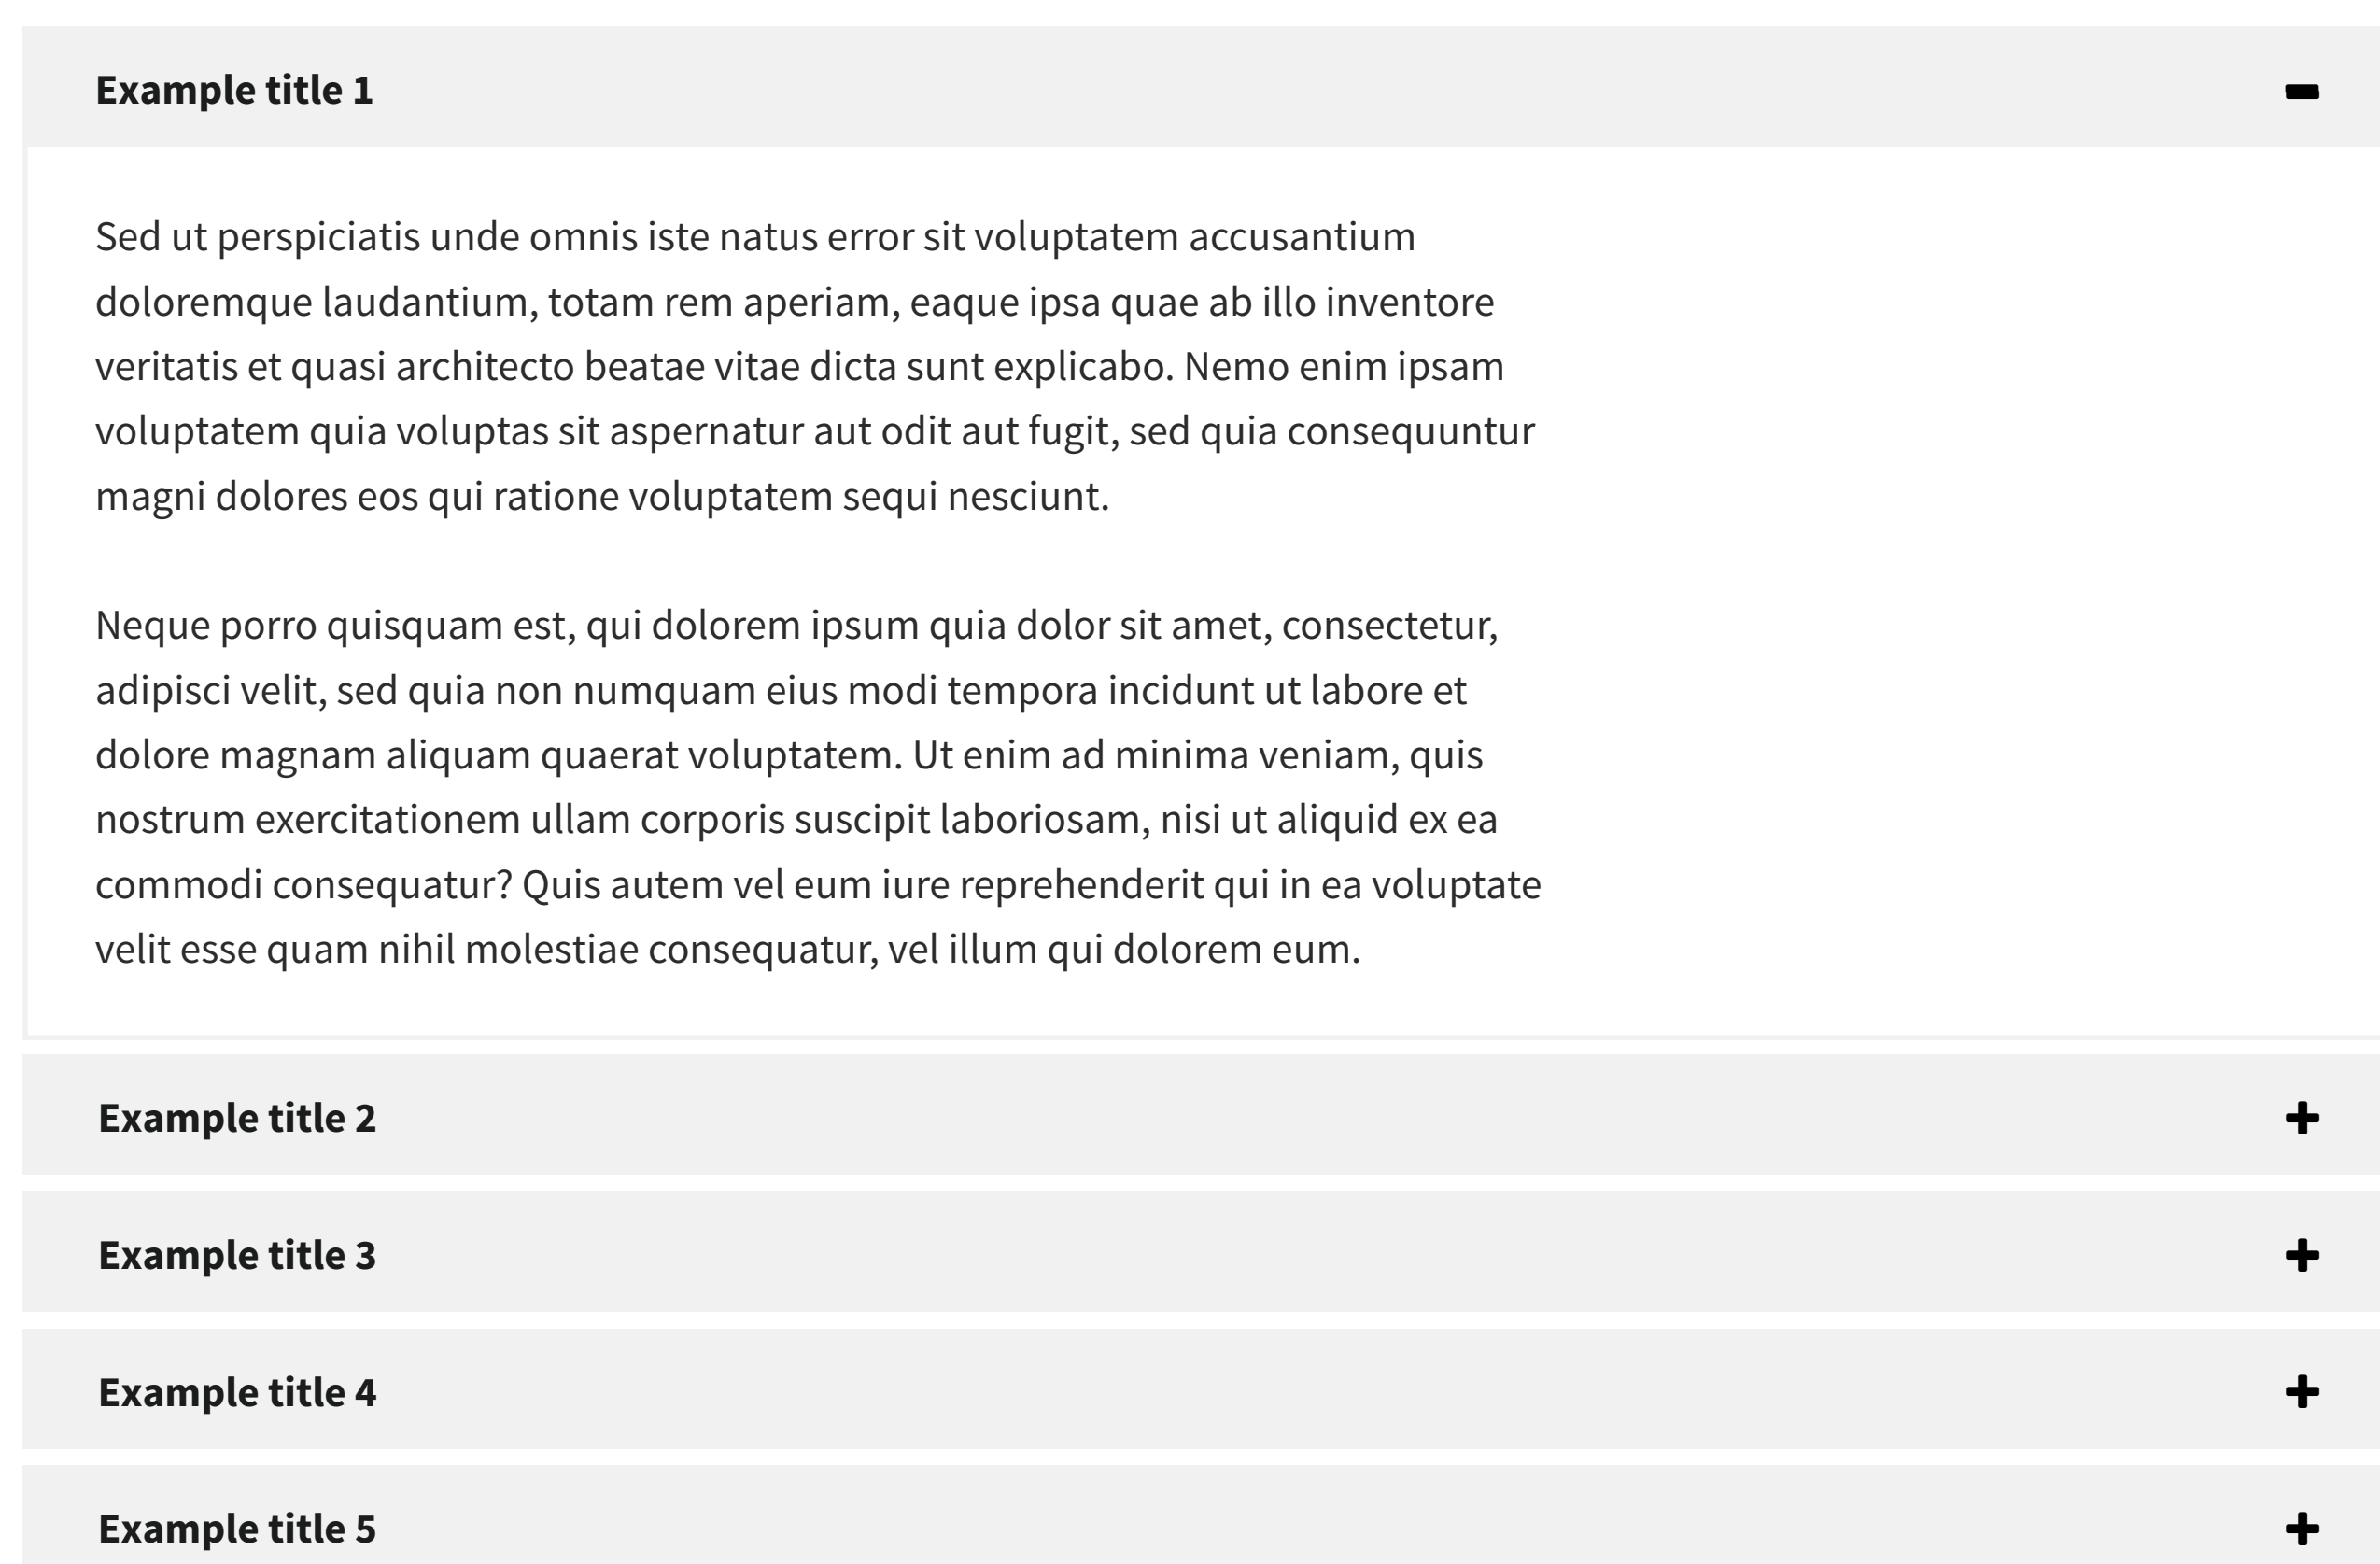 Example title 1
Sed ut perspiciatis unde omnis iste natus error sit voluptatem accusantium
doloremque laudantium, totam rem aperiam, eaque ipsa quae ab illo inventore
veritatis et quasi architecto beatae vitae dicta sunt explicabo. Nemo enim ipsam
voluptatem quia voluptas sit aspernatur aut odit aut fugit, sed quia consequuntur
magni dolores eos qui ratione voluptatem sequi nesciunt.
Neque porro quisquam est, qui dolorem ipsum quia dolor sit amet, consectetur,
adipisci velit, sed quia non numquam eius modi tempora incidunt ut labore et
dolore magnam aliquam quaerat voluptatem. Ut enim ad minima veniam, quis
nostrum exercitationem ullam corporis suscipit laboriosam, nisi ut aliquid ex ea
commodi consequatur? Quis autem vel eum iure reprehenderit qui in ea voluptate
velit esse quam nihil molestiae consequatur, vel illum qui dolorem eum.
Example title 2
Example title 3
Example title 4
Example title 5